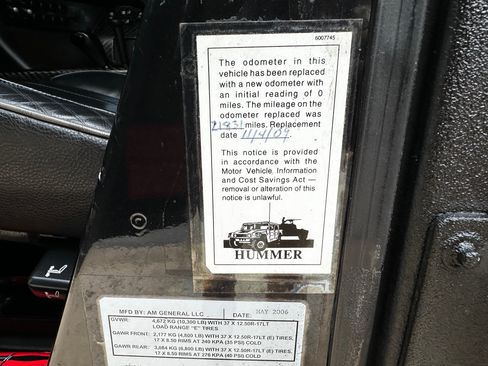 6007745
The odometer in this
vehicle has been replaced
with a new odometer with
an initial reading of 0
miles. The mileage on the
odometer replaced was
21931 miles. Replacement
date 11/4/09.
This notice is provided
in accordance with the
Motor Vehicle Information
and Cost Savings Act —
removal or alteration of this
notice is unlawful.
HUMMER
MFD BY: AM GENERAL LLC DATE: MAY 2006
GVWR: 4,672 KG (10,300 LB) WITH 37 X 12.50R-17LT
LOAD RANGE "E" TIRES
GAWR FRONT: 2,177 KG (4,800 LB) WITH 37 X 12.50R-17LT (E) TIRES,
17 X 8.50 RIMS AT 240 KPA (35 PSI) COLD
GAWR REAR: 3,084 KG (6,800 LB) WITH 37 X 12.50R-17LT (E) TIRES,
17 X 8.50 RIMS AT 276 KPA (40 PSI) COLD